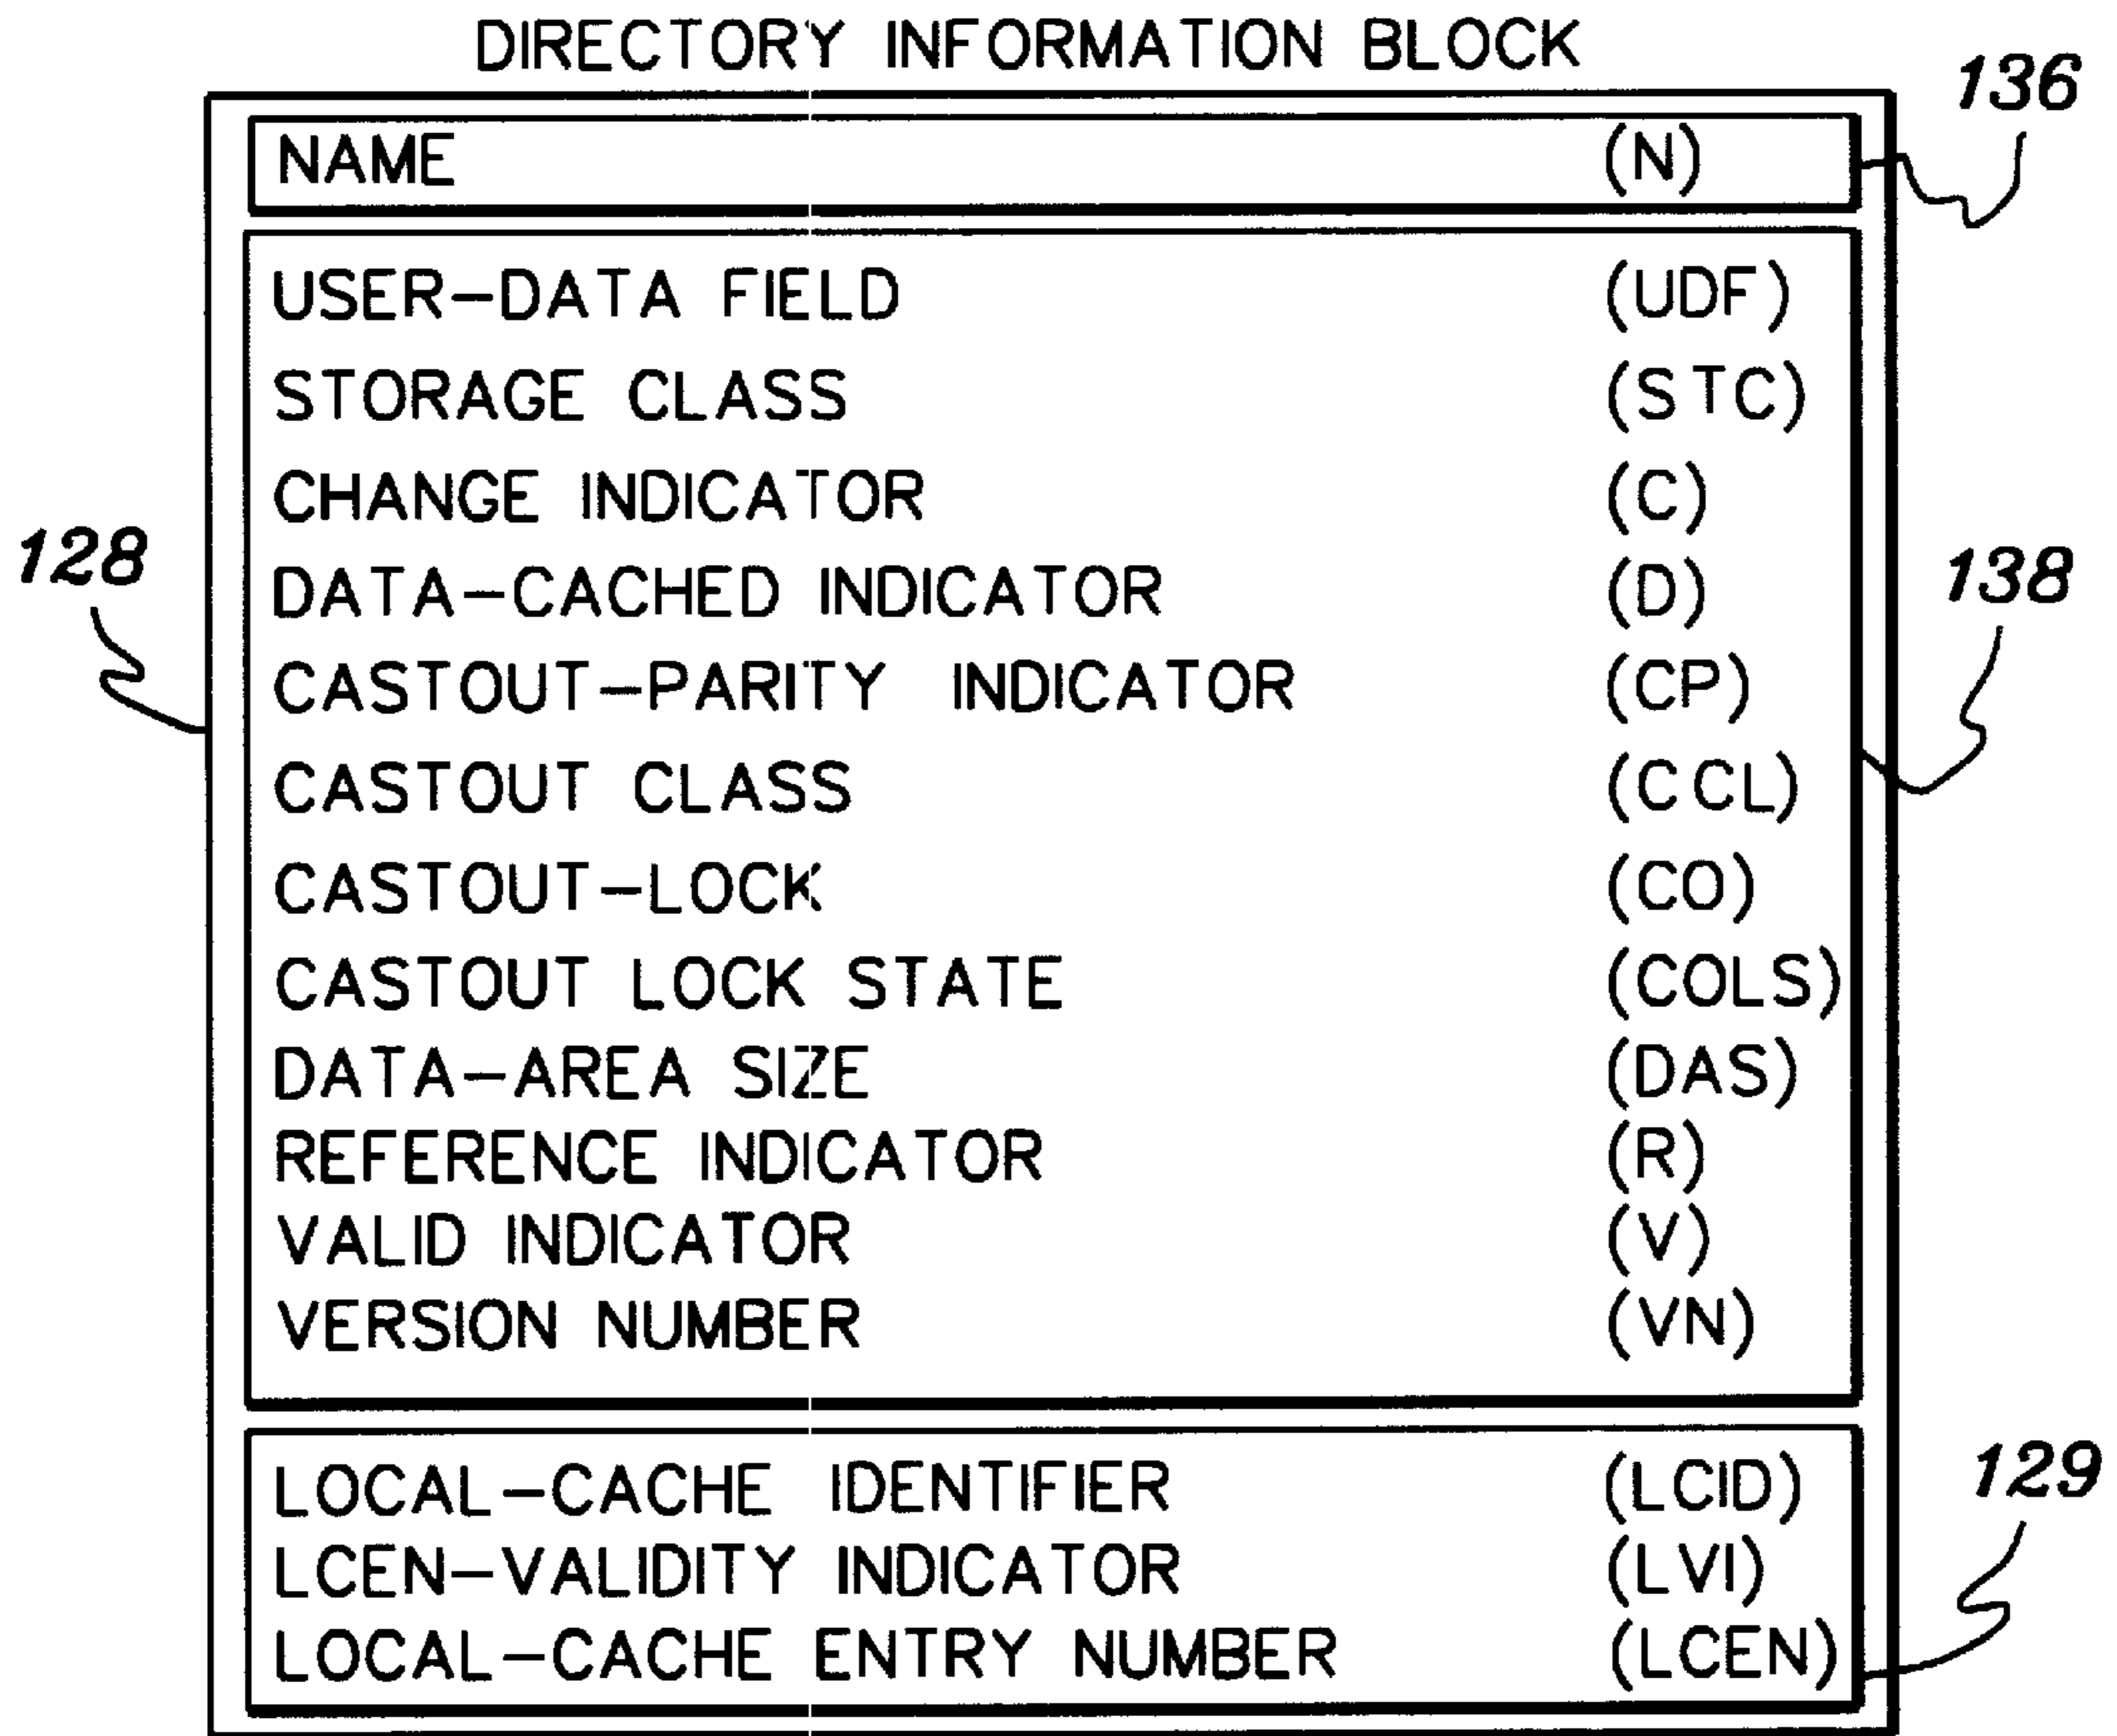 DIRECTORY INFORMATION BLOCK
136
NAME (N)
USER-DATA FIELD (UDF)
STORAGE CLASS (STC)
CHANGE INDICATOR (C)
128
DATA-CACHED INDICATOR (D)
138
CASTOUT-PARITY INDICATOR (CP)
CASTOUT CLASS (CCL)
CASTOUT-LOCK (CO)
CASTOUT LOCK STATE (COLS)
DATA-AREA SIZE (DAS)
REFERENCE INDICATOR (R)
VALID INDICATOR (V)
VERSION NUMBER (VN)
LOCAL-CACHE IDENTIFIER (LCID)
129
LCEN-VALIDITY INDICATOR (LVI)
LOCAL-CACHE ENTRY NUMBER (LCEN)